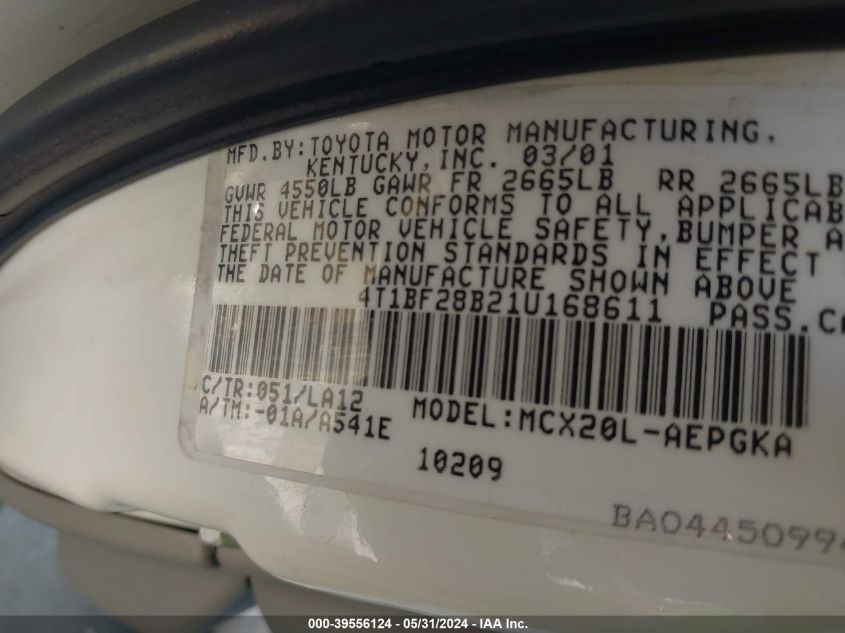 MFD.BY:TOYOTA MOTOR MANUFACTURING,
KENTUCKY,INC. 03/01
GVWR 4550LB GAWR FR 2665LB RR 2665LB
THIS VEHICLE CONFORMS TO ALL APPLICAB
FEDERAL MOTOR VEHICLE SAFETY,BUMPER A
THEFT PREVENTION STANDARDS IN EFFECT
THE DATE OF MANUFACTURE SHOWN ABOVE
4T1BF28B21U168611 PASS.CA
C/TR:051/LA12
A/TM:-01A/A541E MODEL:MCX20L-AEPGKA
10209
BA04450994
000-39556124 - 05/31/2024 - IAA Inc.